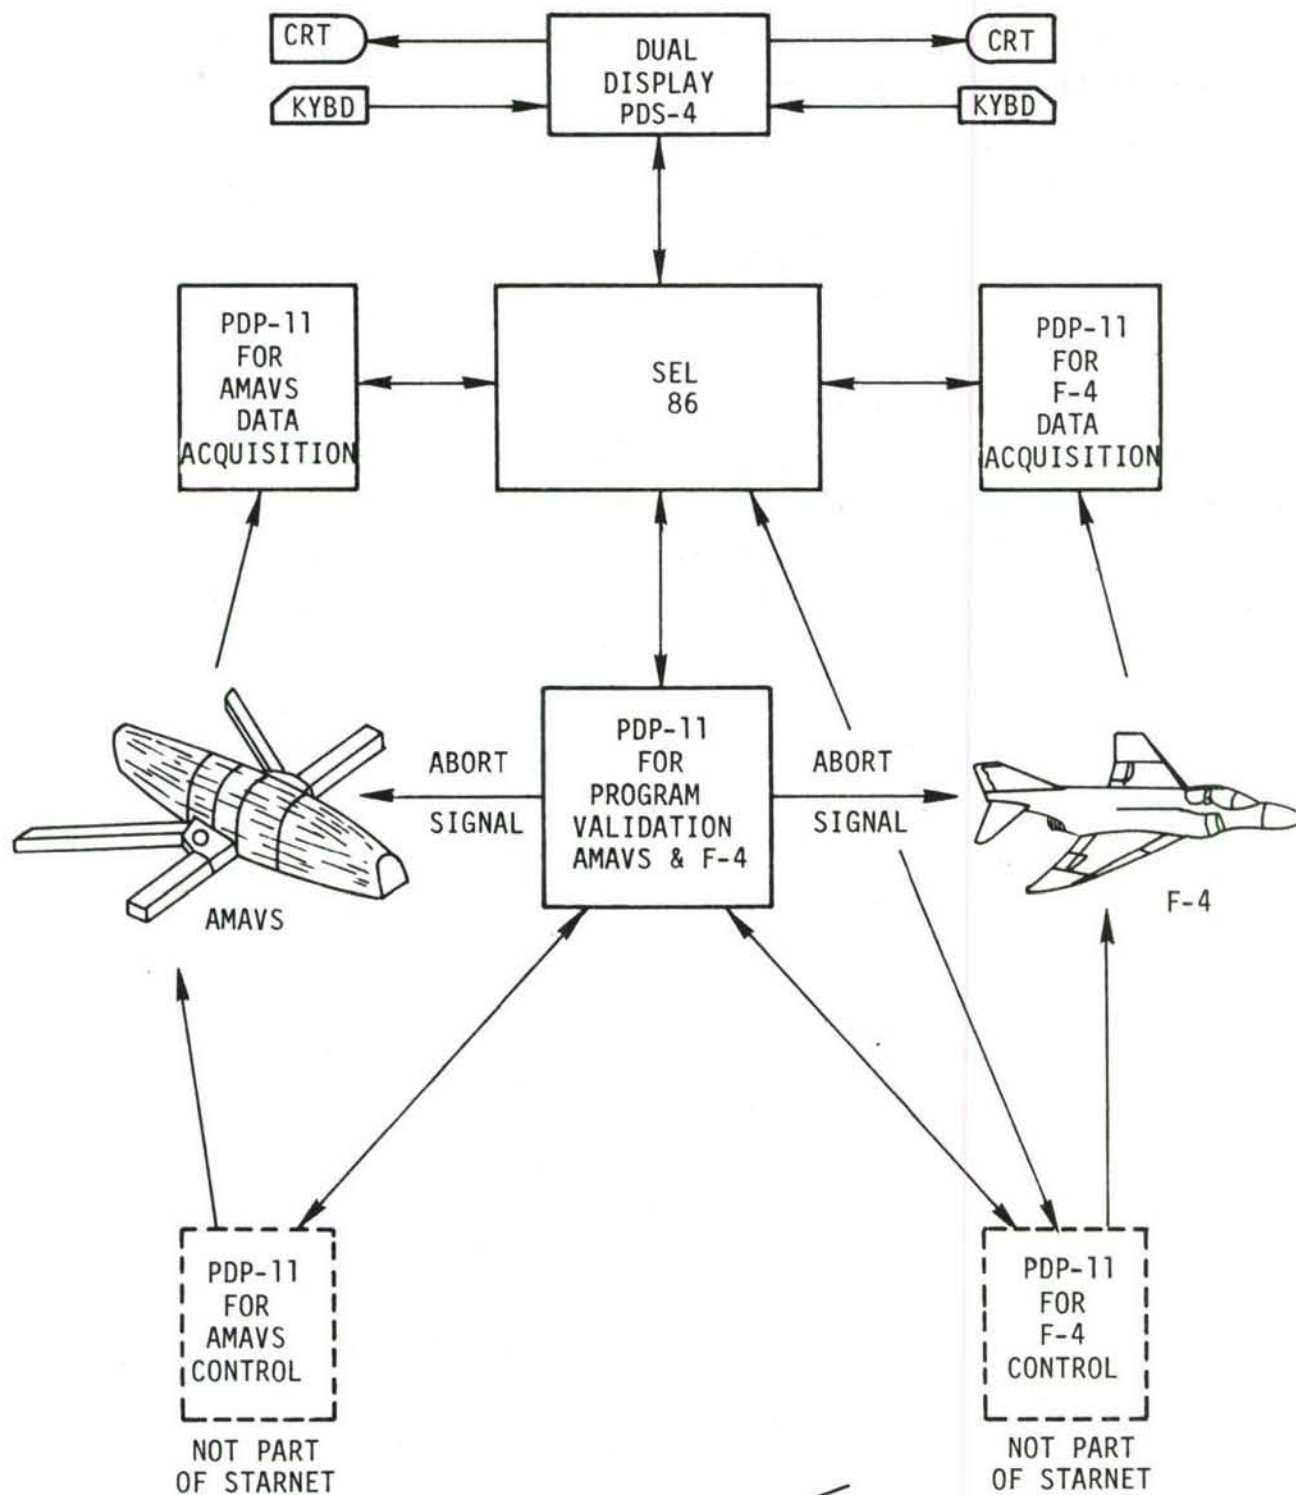 CRT
DUAL
DISPLAY
PDS-4
CRT
KYBD
KYBD
PDP-11
FOR
AMAVS
DATA
ACQUISITION
SEL
86
PDP-11
FOR
F-4
DATA
ACQUISITION
ABORT
SIGNAL
PDP-11
FOR
PROGRAM
VALIDATION
AMAVS & F-4
ABORT
SIGNAL
AMAVS
F-4
PDP-11
FOR
AMAVS
CONTROL
NOT PART
OF STARNET
PDP-11
FOR
F-4
CONTROL
NOT PART
OF STARNET